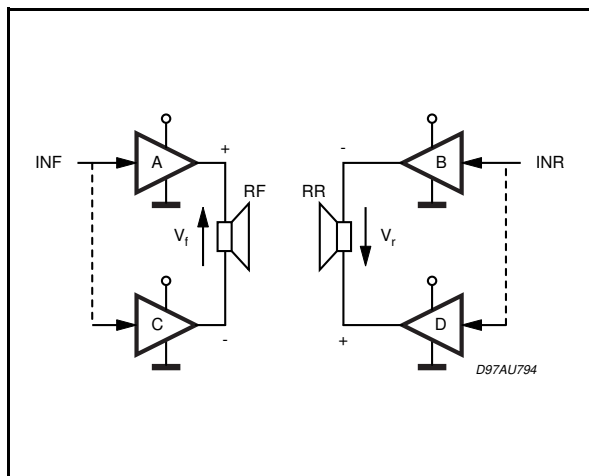 + -
INF A B INR
RF RR
Vf Vr
C D
- +
D97AU794